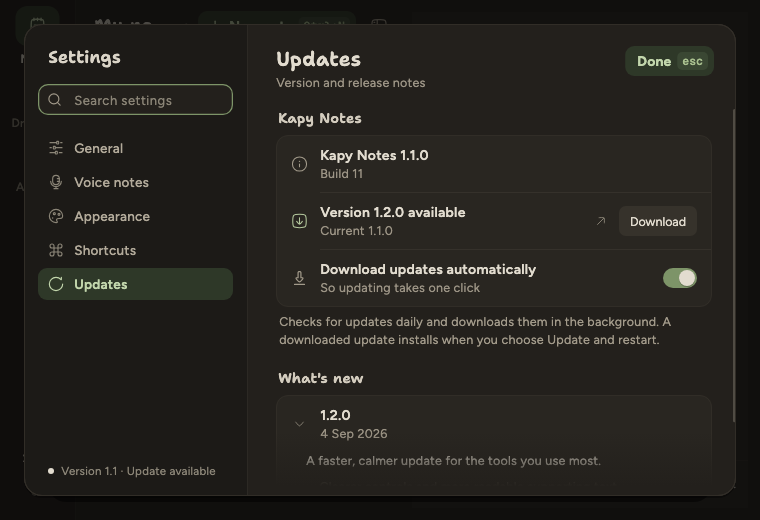 Settings
Search settings
General
Voice notes
Appearance
Shortcuts
Updates
Version 1.1 · Update available
Updates
Version and release notes
Done esc
Kapy Notes
Kapy Notes 1.1.0
Build 11
Version 1.2.0 available
Current 1.1.0
Download
Download updates automatically
So updating takes one click
Checks for updates daily and downloads them in the background. A
downloaded update installs when you choose Update and restart.
What's new
1.2.0
4 Sep 2026
A faster, calmer update for the tools you use most.